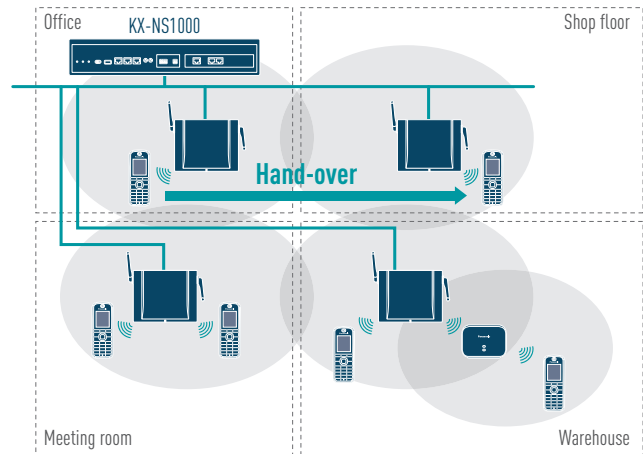 Office
KX-NS1000
Shop floor
Hand-over
Meeting room
Warehouse